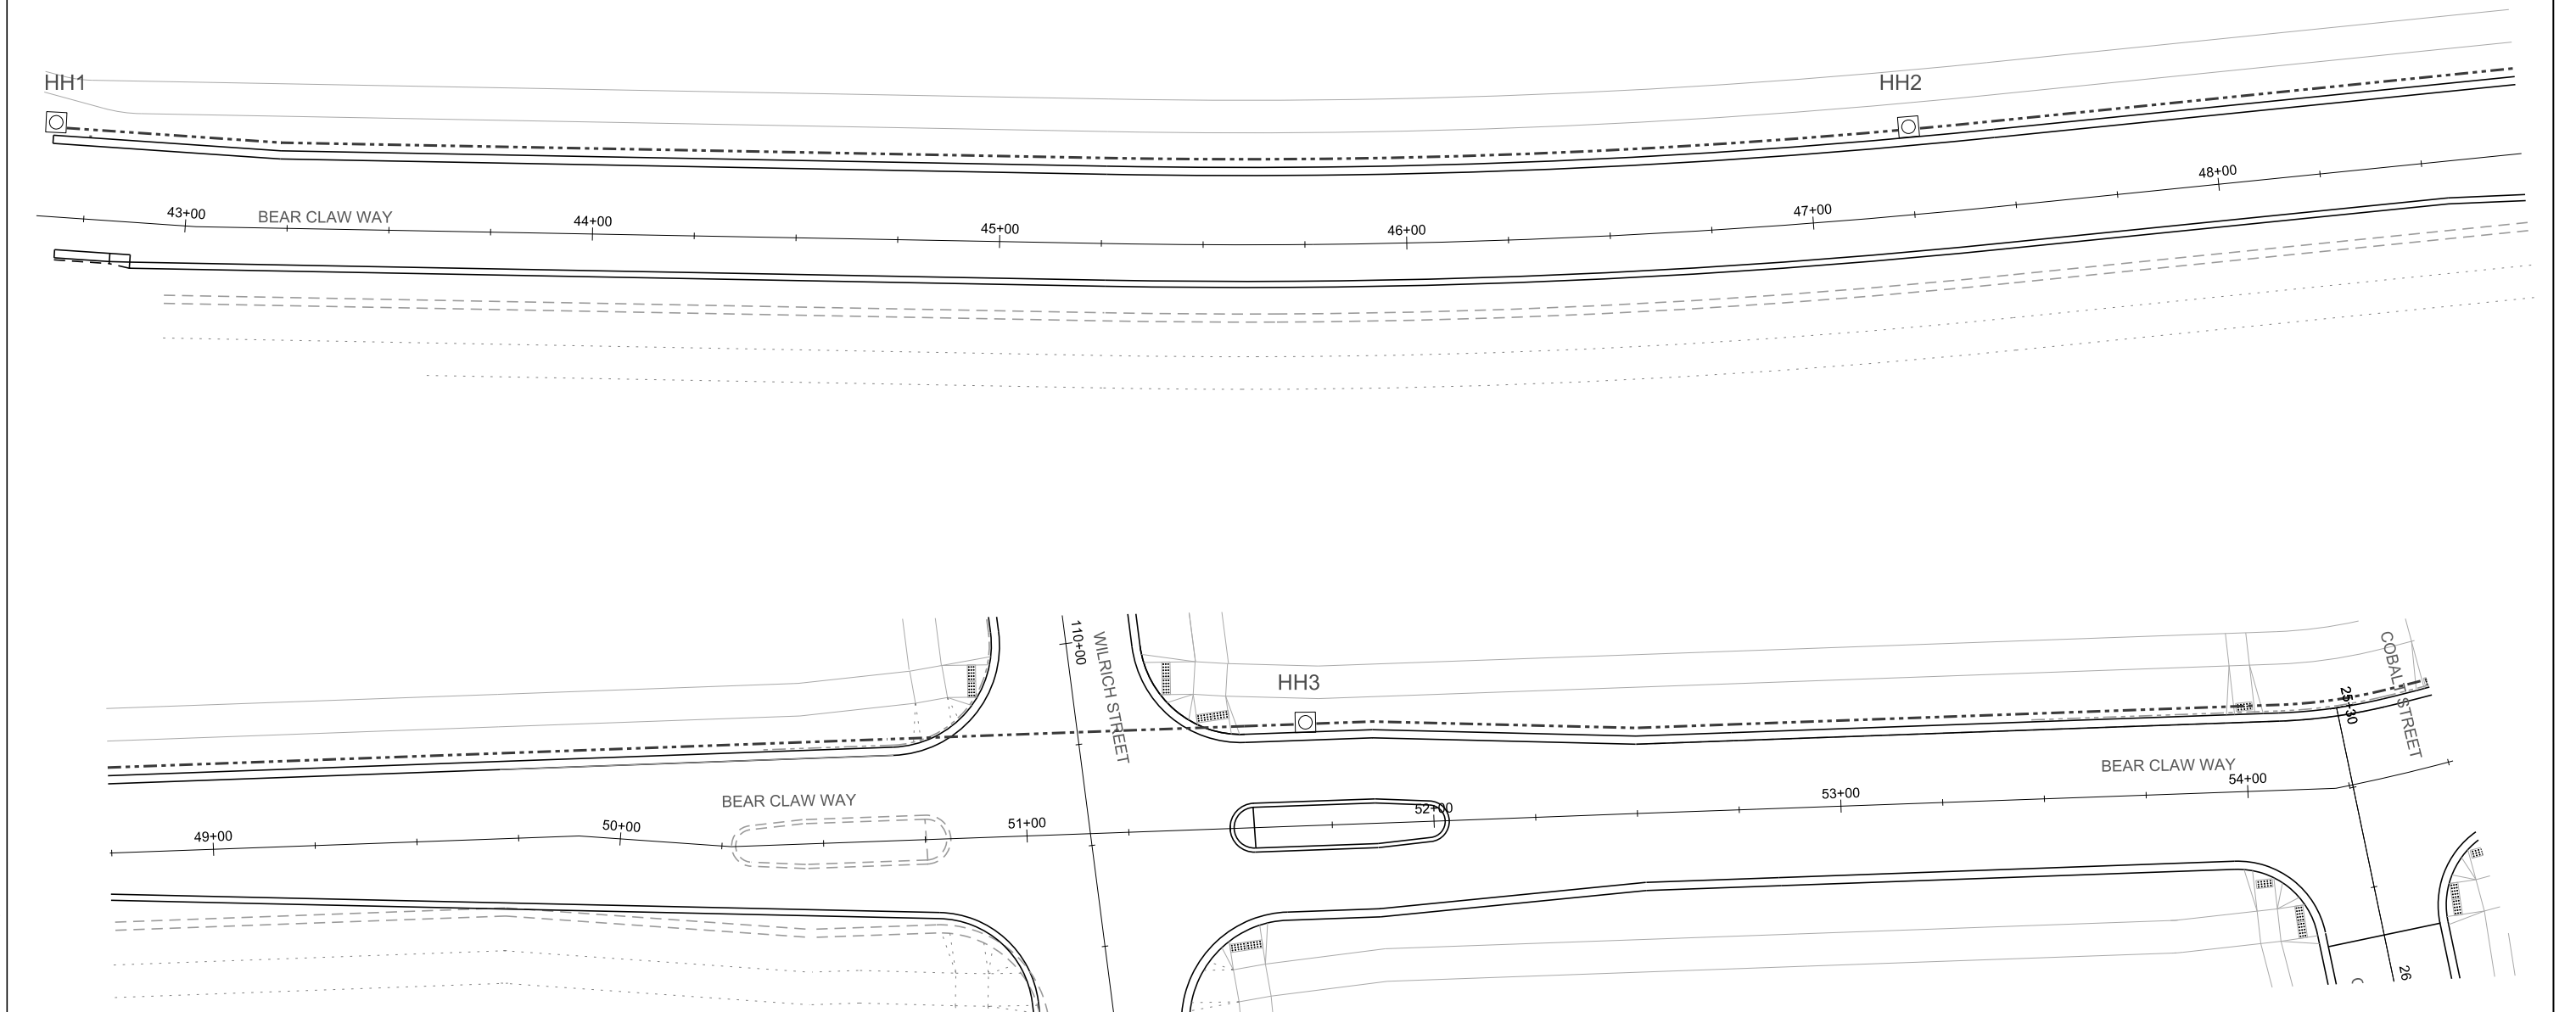 HH1
HH2
48+00
43+00
BEAR CLAW WAY
44+00
45+00
46+00
47+00
110+00
WILRICH STREET
HH3
COBALT STREET
25+30
BEAR CLAW WAY
54+00
BEAR CLAW WAY
53+00
52+00
51+00
50+00
49+00
26